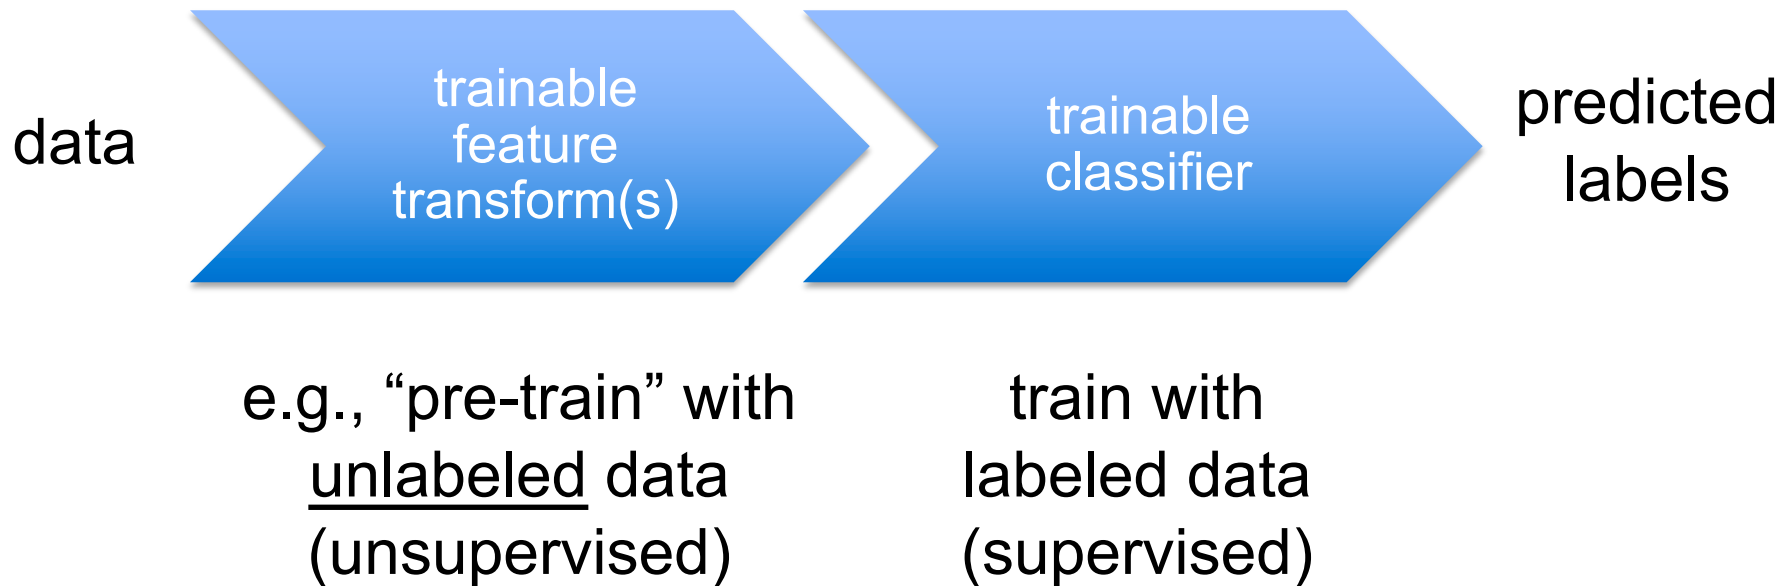 data
trainable
feature
transform(s)
trainable
classifier
predicted
labels
e.g., “pre-train” with
unlabeled data
(unsupervised)
train with
labeled data
(supervised)